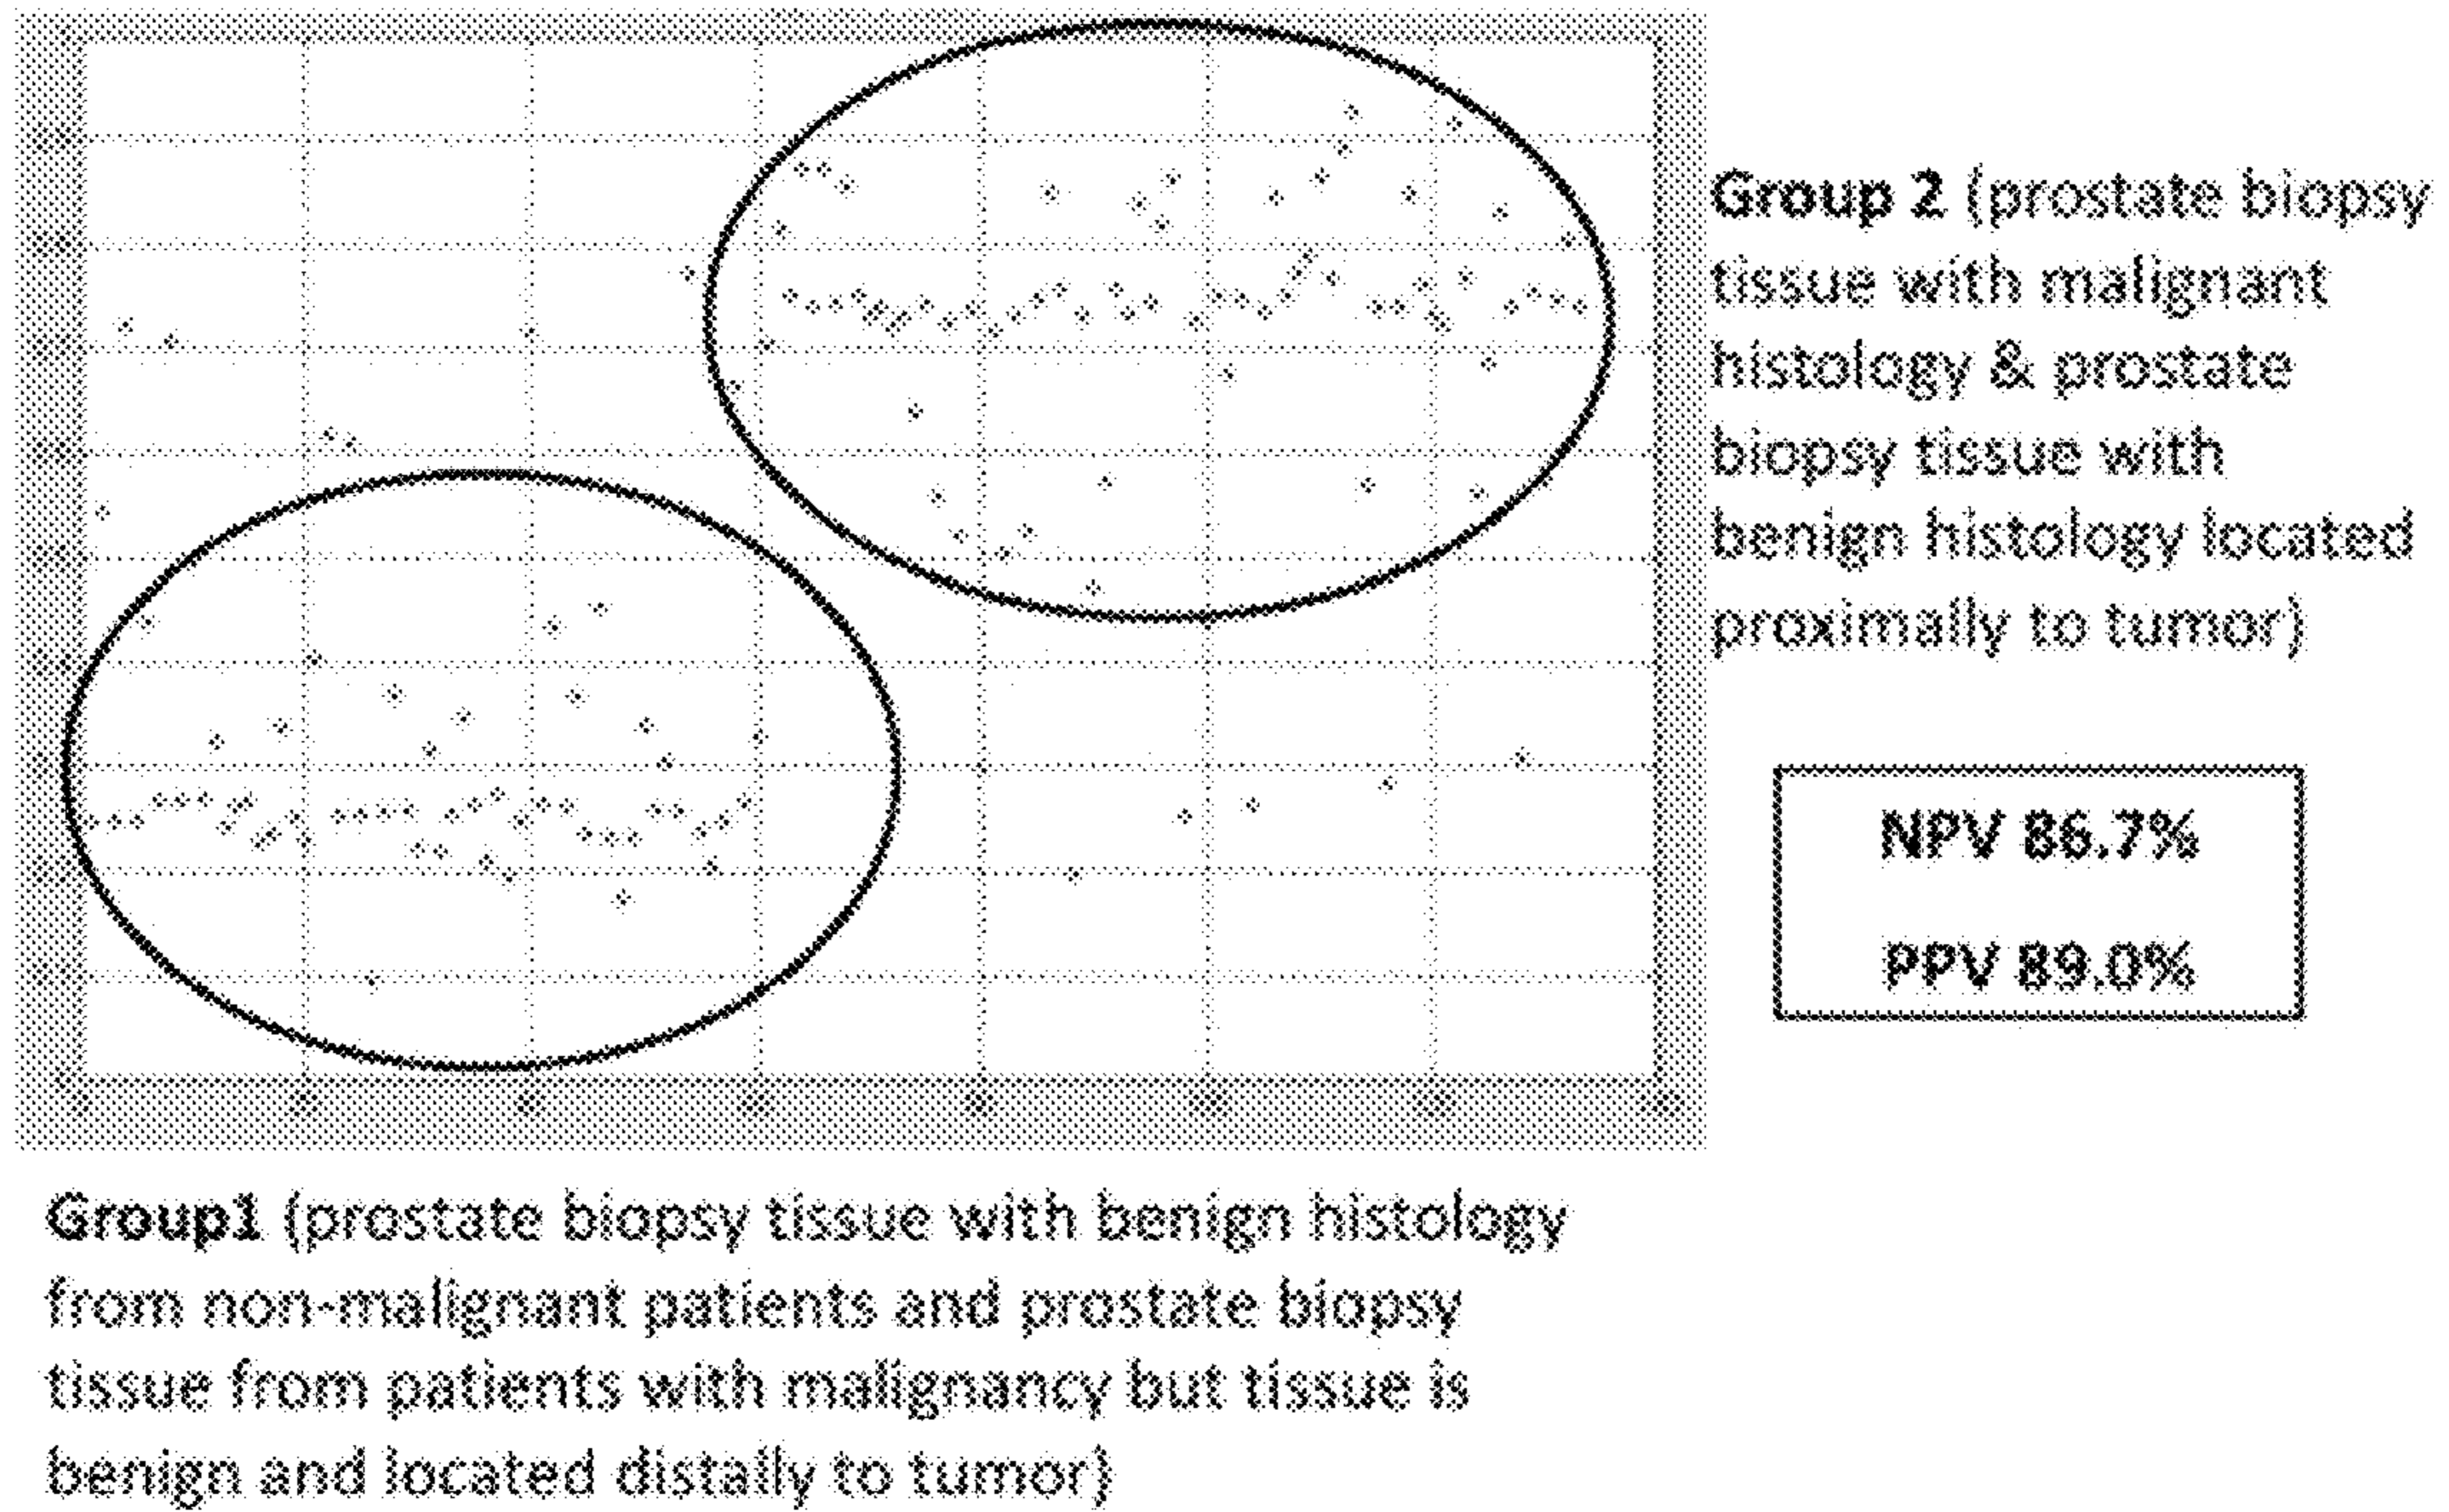 Group 2 (prostate biopsy
tissue with malignant
histology & prostate
biopsy tissue with
benign histology located
proximally to tumor)
NPV 86.7%
PPV 89.0%
Group1 (prostate biopsy tissue with benign histology
from non-malignant patients and prostate biopsy
tissue from patients with malignancy but tissue is
benign and located distally to tumor)